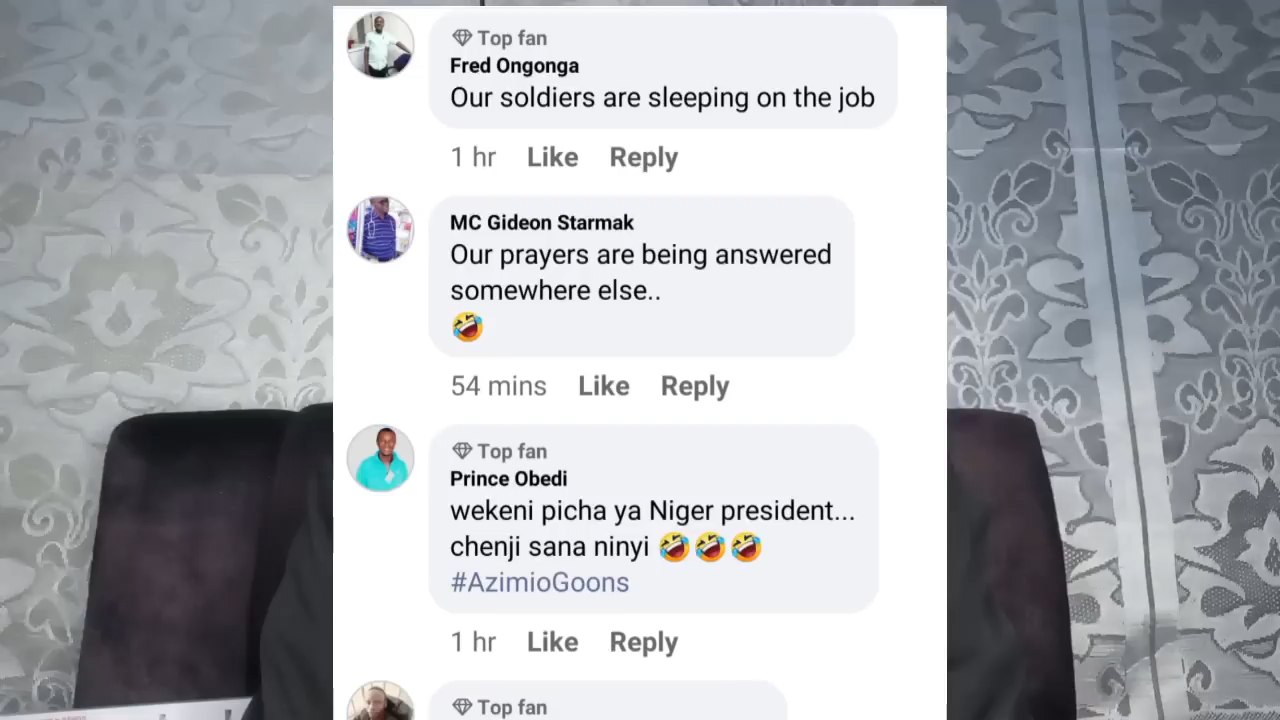 Top fan
Fred Ongonga
Our soldiers are sleeping on the job
1 hr Like Reply
MC Gideon Starmak
Our prayers are being answered
somewhere else..
🤣
54 mins Like Reply
Top fan
Prince Obedi
wekeni picha ya Niger president...
chenji sana ninyi 🤣🤣🤣
#AzimioGoons
1 hr Like Reply
Top fan